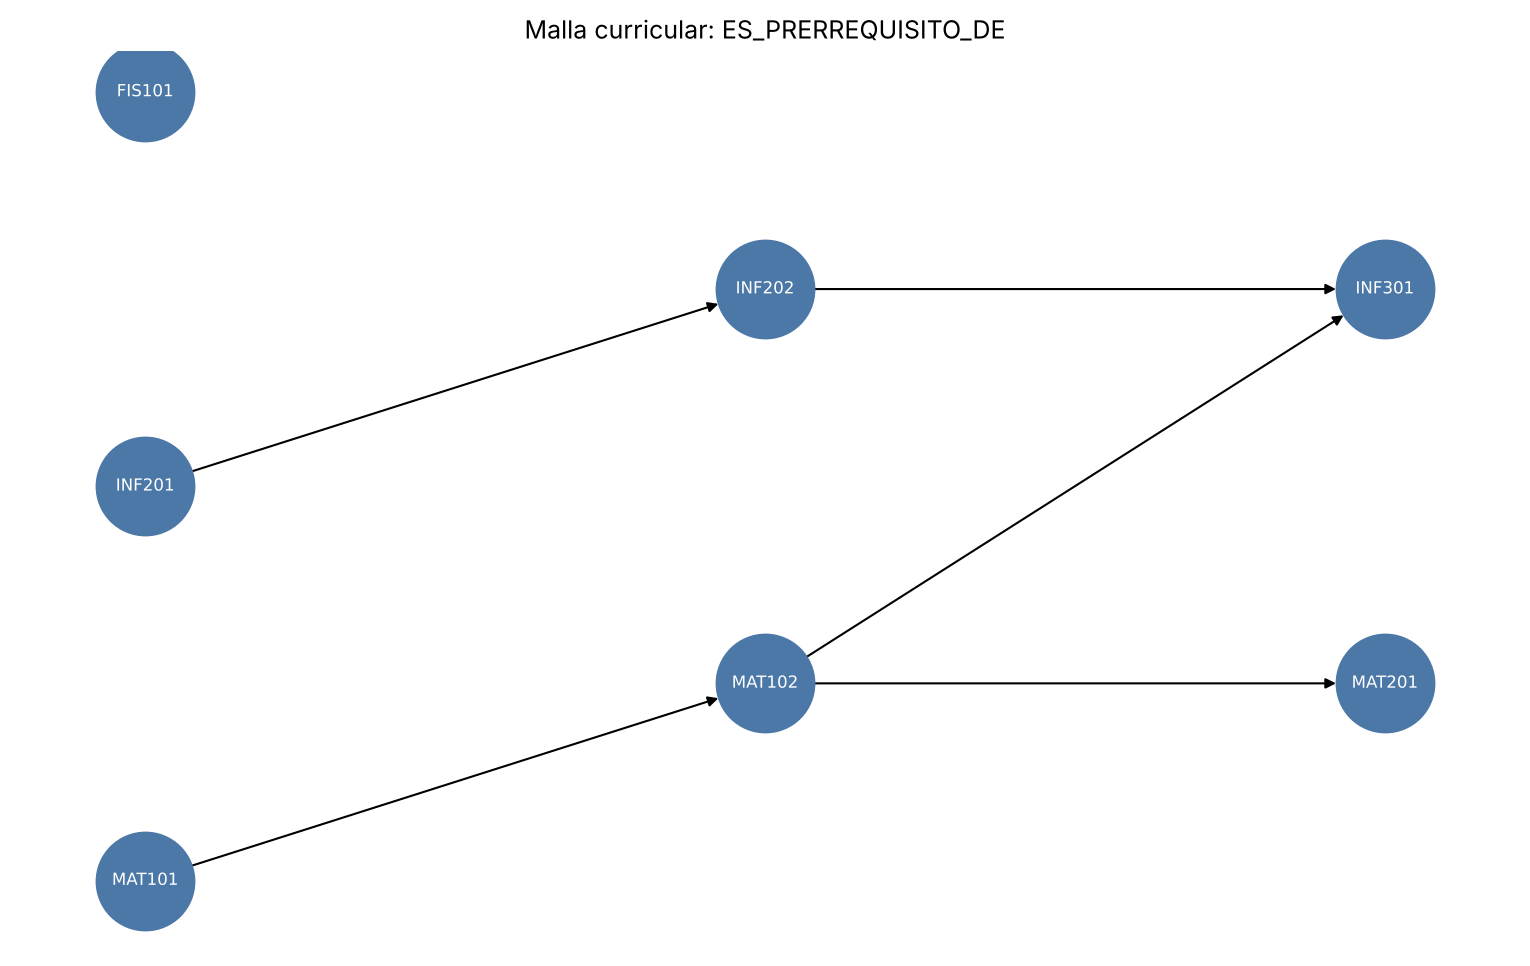 Malla curricular: ES_PRERREQUISITO_DE
FIS101
INF202
INF301
INF201
MAT102
MAT201
MAT101